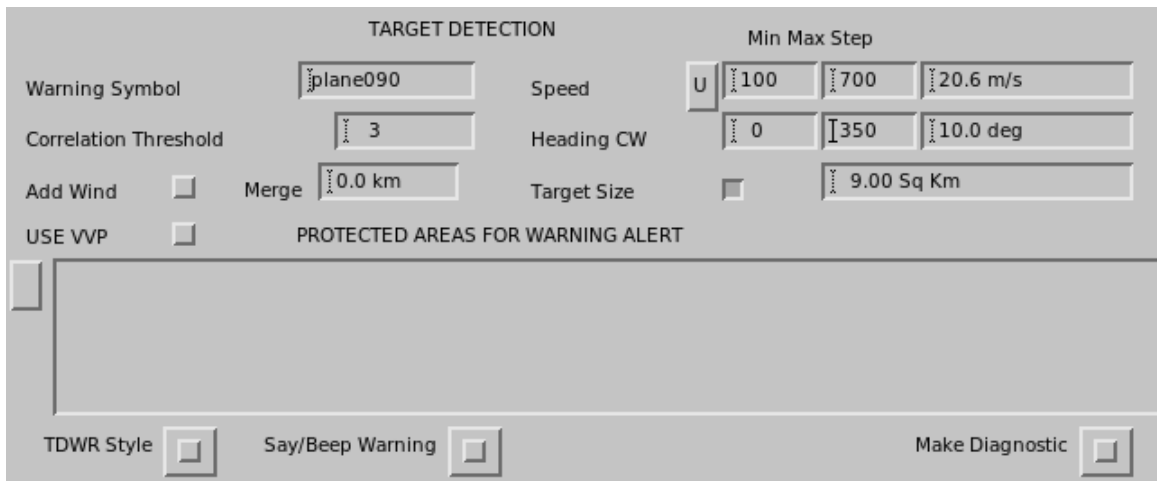 TARGET DETECTION
Min Max Step
Warning Symbol plane090 Speed U 100 700 20.6 m/s
Correlation Threshold 3 Heading CW 0 350 10.0 deg
Add Wind Merge 0.0 km Target Size 9.00 Sq Km
USE VVP PROTECTED AREAS FOR WARNING ALERT
TDWR Style Say/Beep Warning Make Diagnostic